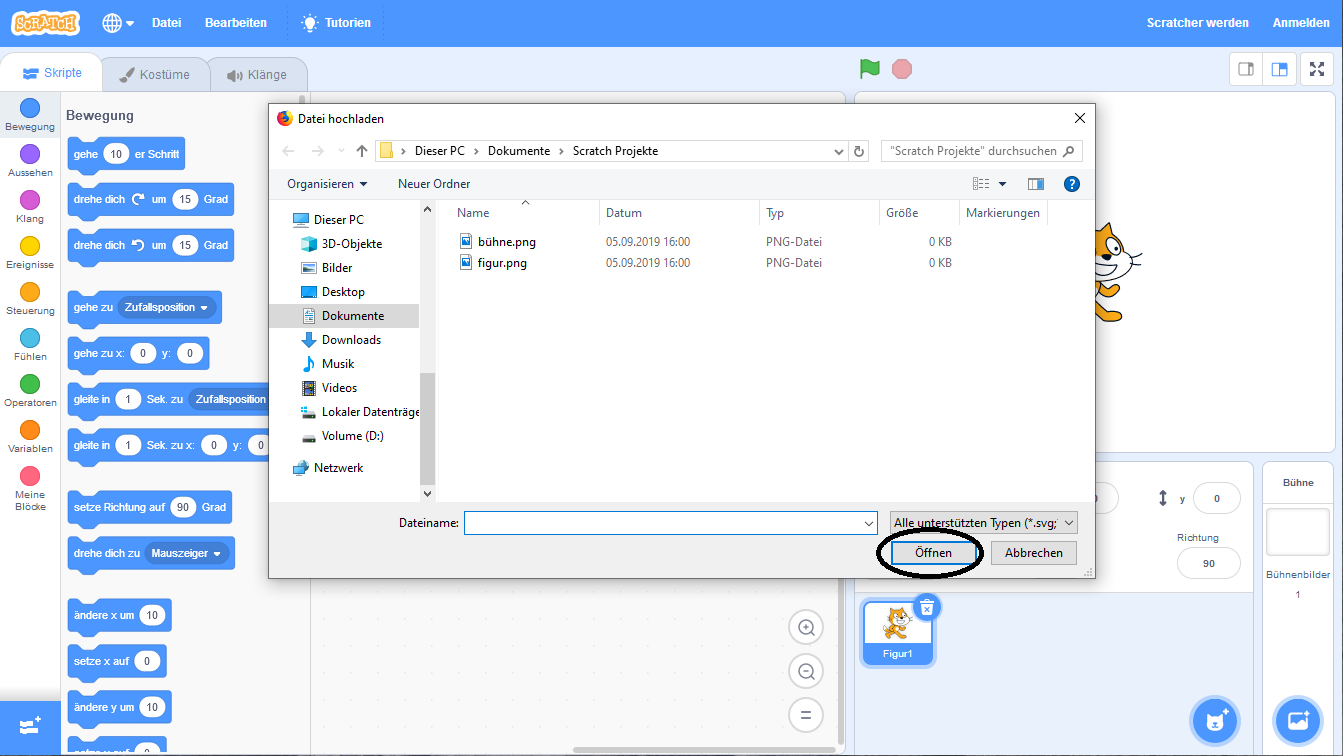 SCRATCH Datei Bearbeiten Tutorien Scratcher werden Anmelden
Skripte Kostüme Klänge
Bewegung
Aussehen
Klang
Ereignisse
Steuerung
Fühlen
Operatoren
Variablen
Meine
Blöcke
Bewegung
gehe 10 er Schritt
drehe dich um 15 Grad
drehe dich um 15 Grad
gehe zu Zufallsposition
gehe zu x: 0 y: 0
gleite in 1 Sek. zu Zufallsposition
gleite in 1 Sek. zu x: 0 y: 0
setze Richtung auf 90 Grad
drehe dich zu Mauszeiger
ändere x um 10
setze x auf 0
ändere y um 10
setze y auf 0
Datei hochladen
Dieser PC Dokumente Scratch Projekte "Scratch Projekte" durchsuchen
Organisieren Neuer Ordner ?
Dieser PC
3D-Objekte
Bilder
Desktop
Dokumente
Downloads
Musik
Videos
Lokaler Datenträge
Volume (D:)
Netzwerk
Name Datum Typ Größe Markierungen
bühne.png 05.09.2019 16:00 PNG-Datei 0 KB
figur.png 05.09.2019 16:00 PNG-Datei 0 KB
Dateiname: Alle unterstützten Typen (*.svg;
Öffnen Abbrechen
y 0
Richtung
90
Figur1
Bühne
Bühnenbilder
1